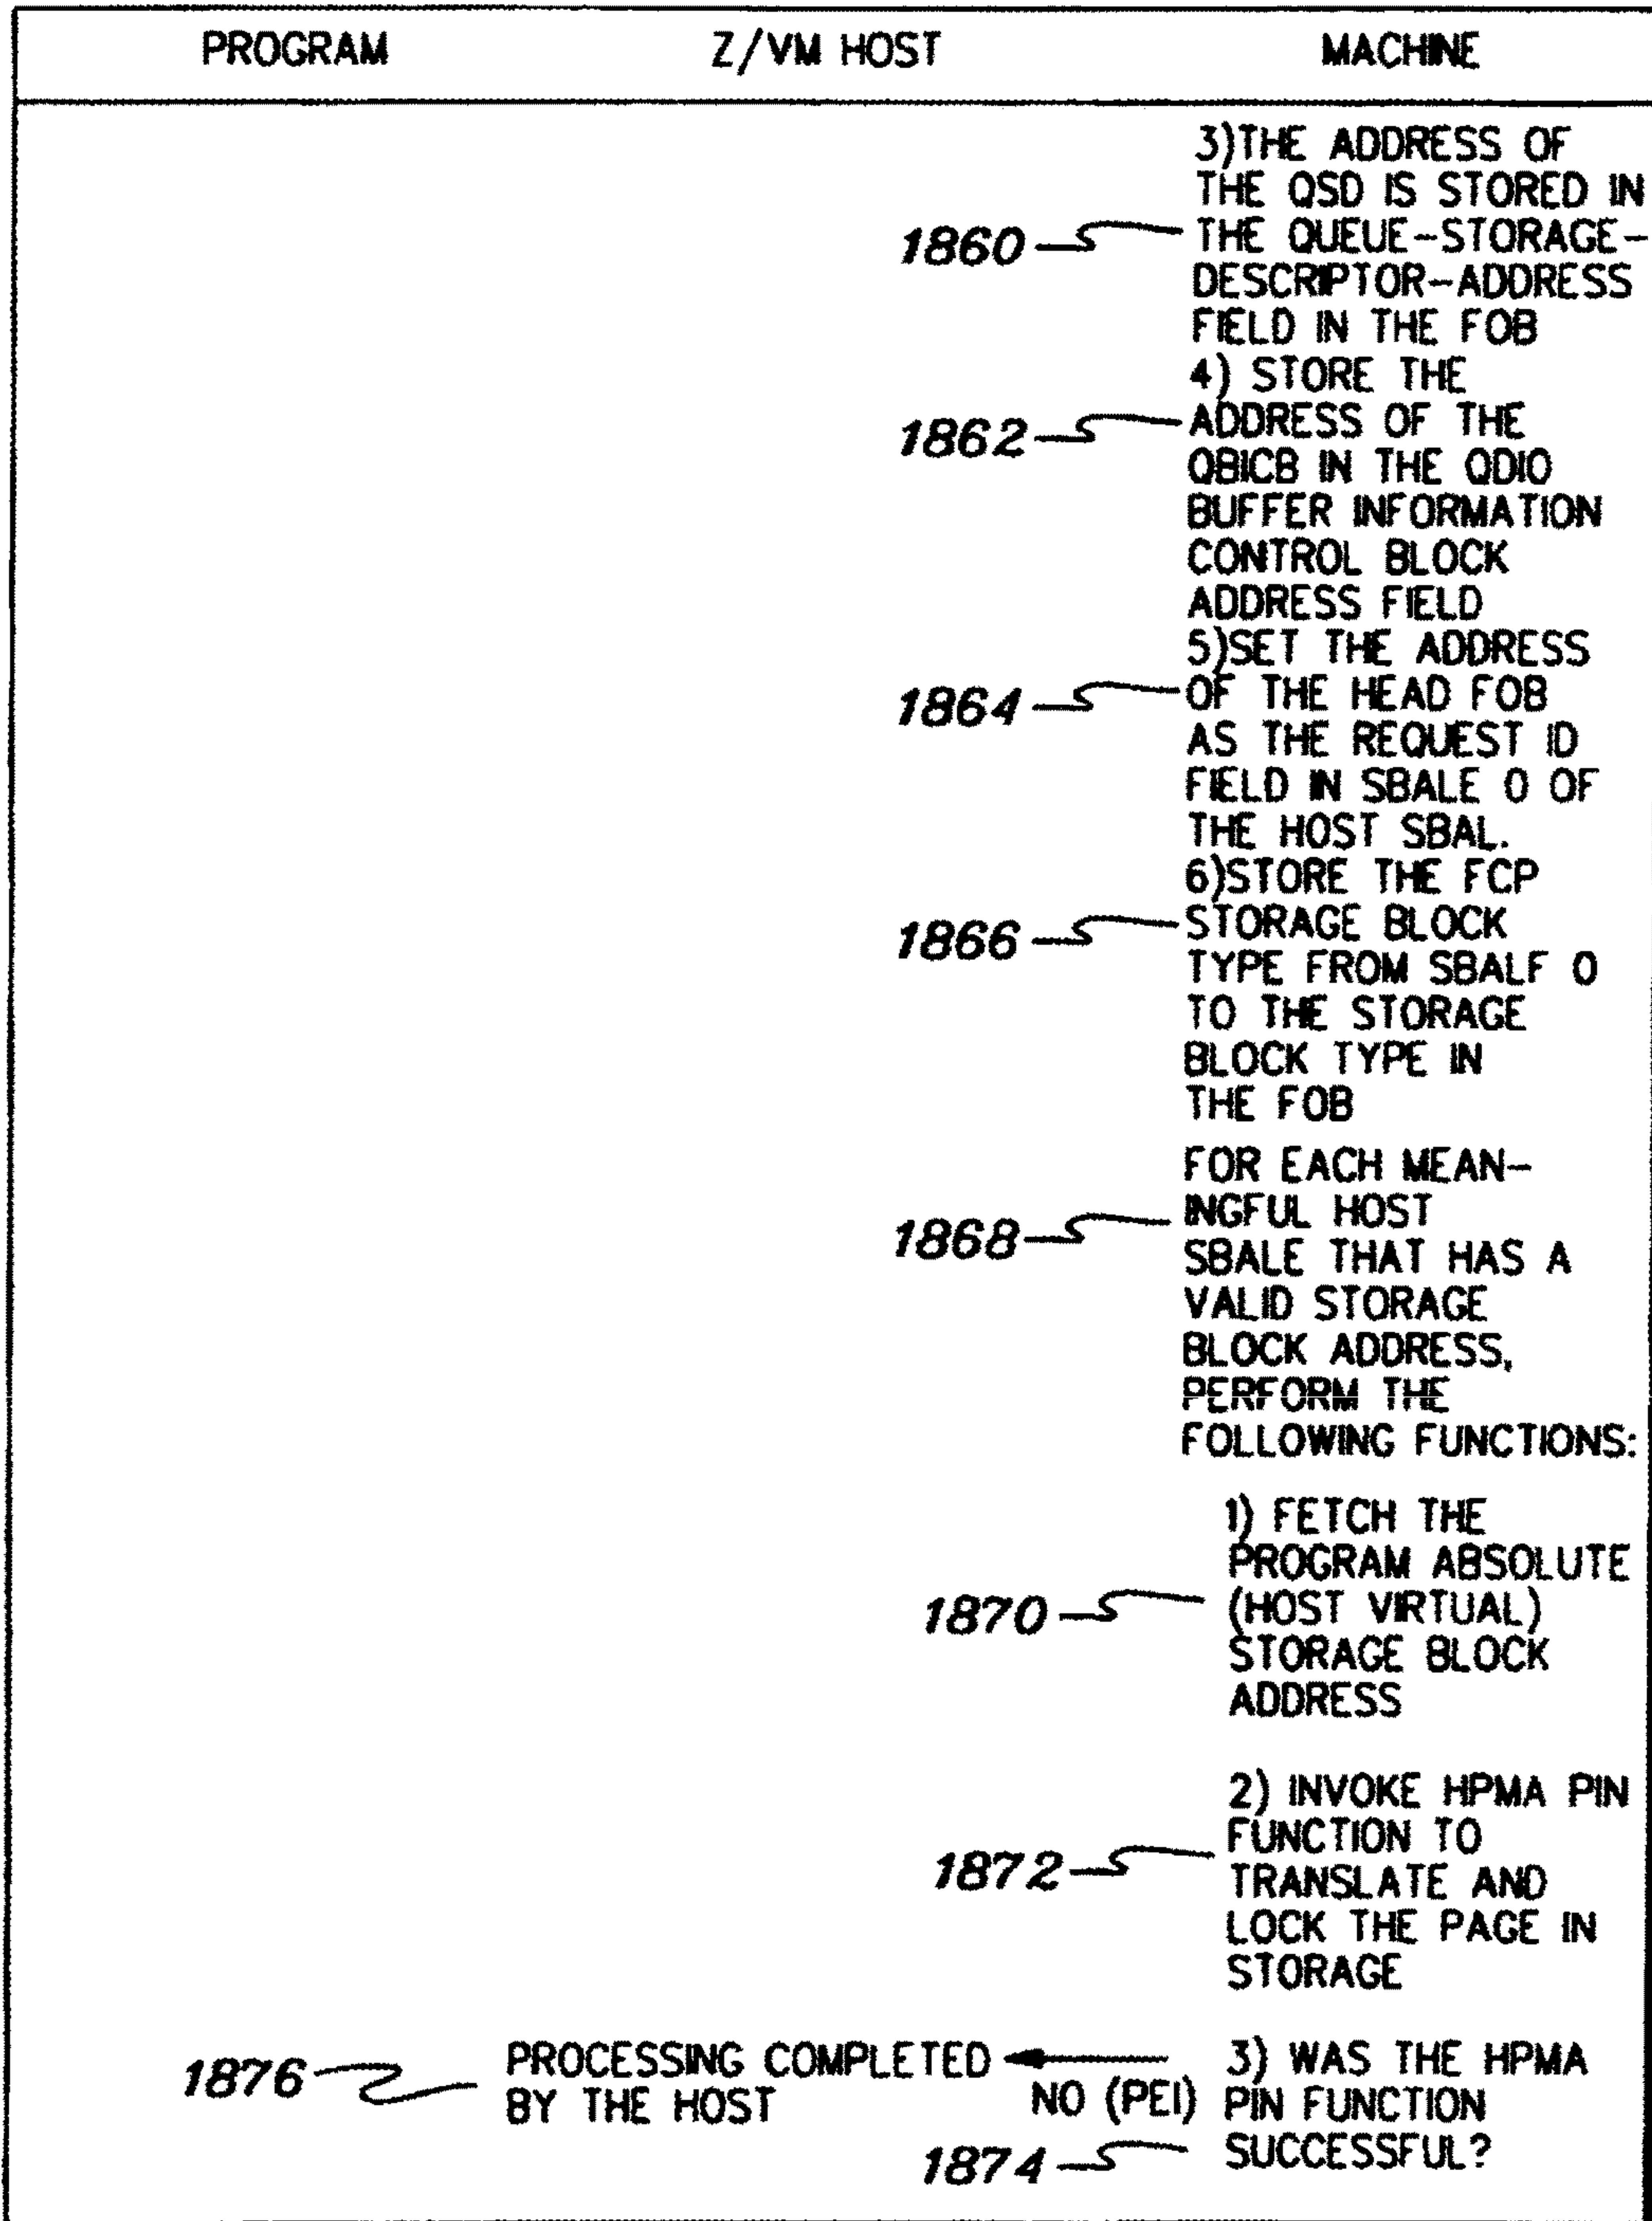 PROGRAM Z/VM HOST MACHINE
3)THE ADDRESS OF
THE QSD IS STORED IN
1860 THE QUEUE-STORAGE-
DESCRIPTOR-ADDRESS
FIELD IN THE FOB
4) STORE THE
1862 ADDRESS OF THE
QBICB IN THE QDIO
BUFFER INFORMATION
CONTROL BLOCK
ADDRESS FIELD
5)SET THE ADDRESS
1864 OF THE HEAD FOB
AS THE REQUEST ID
FIELD IN SBALE 0 OF
THE HOST SBAL.
6)STORE THE FCP
1866 STORAGE BLOCK
TYPE FROM SBALF 0
TO THE STORAGE
BLOCK TYPE IN
THE FOB
FOR EACH MEAN-
1868 INGFUL HOST
SBALE THAT HAS A
VALID STORAGE
BLOCK ADDRESS,
PERFORM THE
FOLLOWING FUNCTIONS:
1) FETCH THE
PROGRAM ABSOLUTE
1870 (HOST VIRTUAL)
STORAGE BLOCK
ADDRESS
2) INVOKE HPMA PIN
FUNCTION TO
1872 TRANSLATE AND
LOCK THE PAGE IN
STORAGE
1876 PROCESSING COMPLETED 3) WAS THE HPMA
BY THE HOST NO (PEI) PIN FUNCTION
1874 SUCCESSFUL?